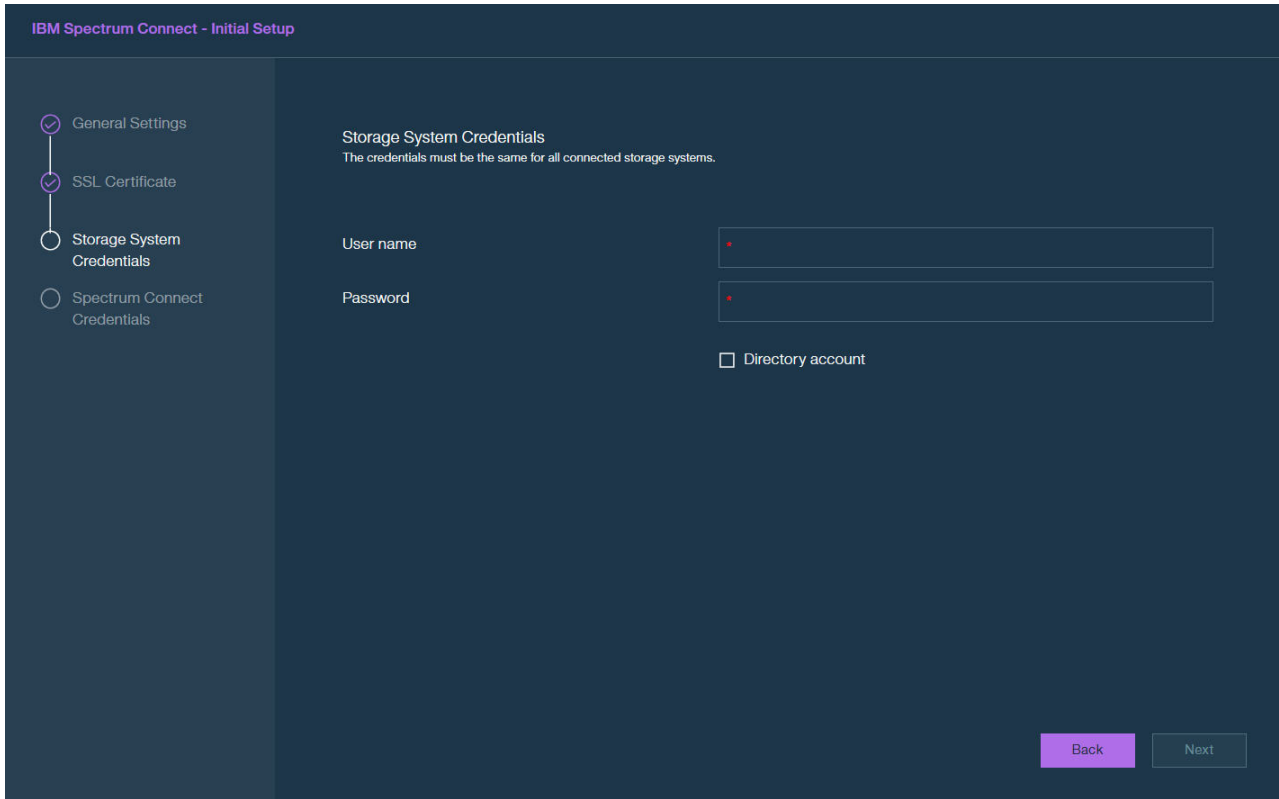 IBM Spectrum Connect - Initial Setup
General Settings
SSL Certificate
Storage System
Credentials
Spectrum Connect
Credentials
Storage System Credentials
The credentials must be the same for all connected storage systems.
User name
*
Password
*
Directory account
Back
Next